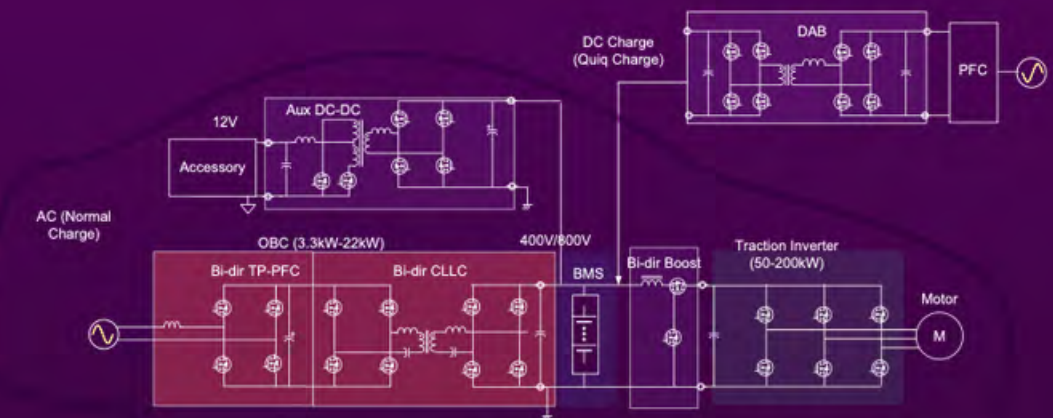 DAB
DC Charge
(Quiq Charge)
PFC
Aux DC-DC
12V
Accessory
AC (Normal
Charge)
OBC (3.3kW-22kW)
400V/800V
Traction Inverter
(50-200kW)
Bi-dir TP-PFC
Bi-dir CLLC
BMS
Bi-dir Boost
Motor
M